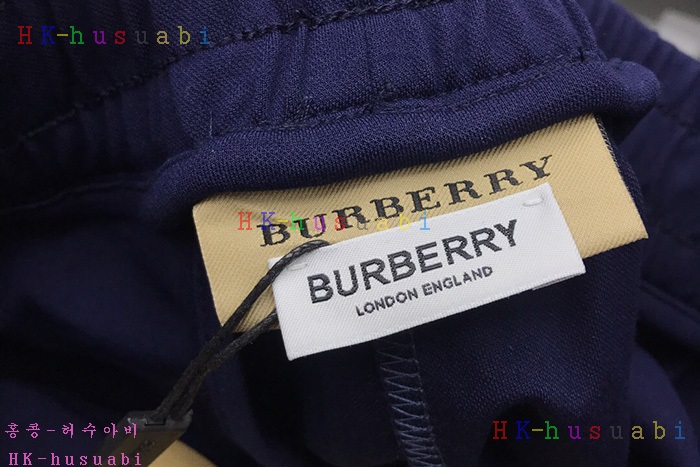 HK-husuabi
BURBERRY
HK-husuabi
BURBERRY
LONDON ENGLAND
홍콩-허수아비
HK-husuabi
HK-husuabi